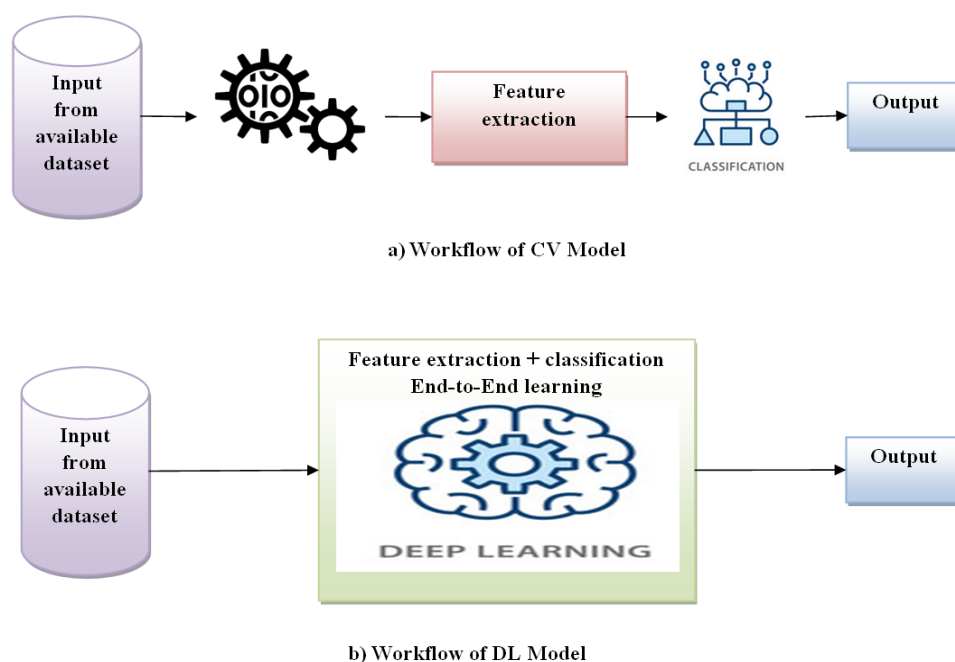 Input
from
available
dataset
OIO
Feature
extraction
CLASSIFICATION
Output
a) Workflow of CV Model
Input
from
available
dataset
Feature extraction + classification
End-to-End learning
DEEP LEARNING
Output
b) Workflow of DL Model